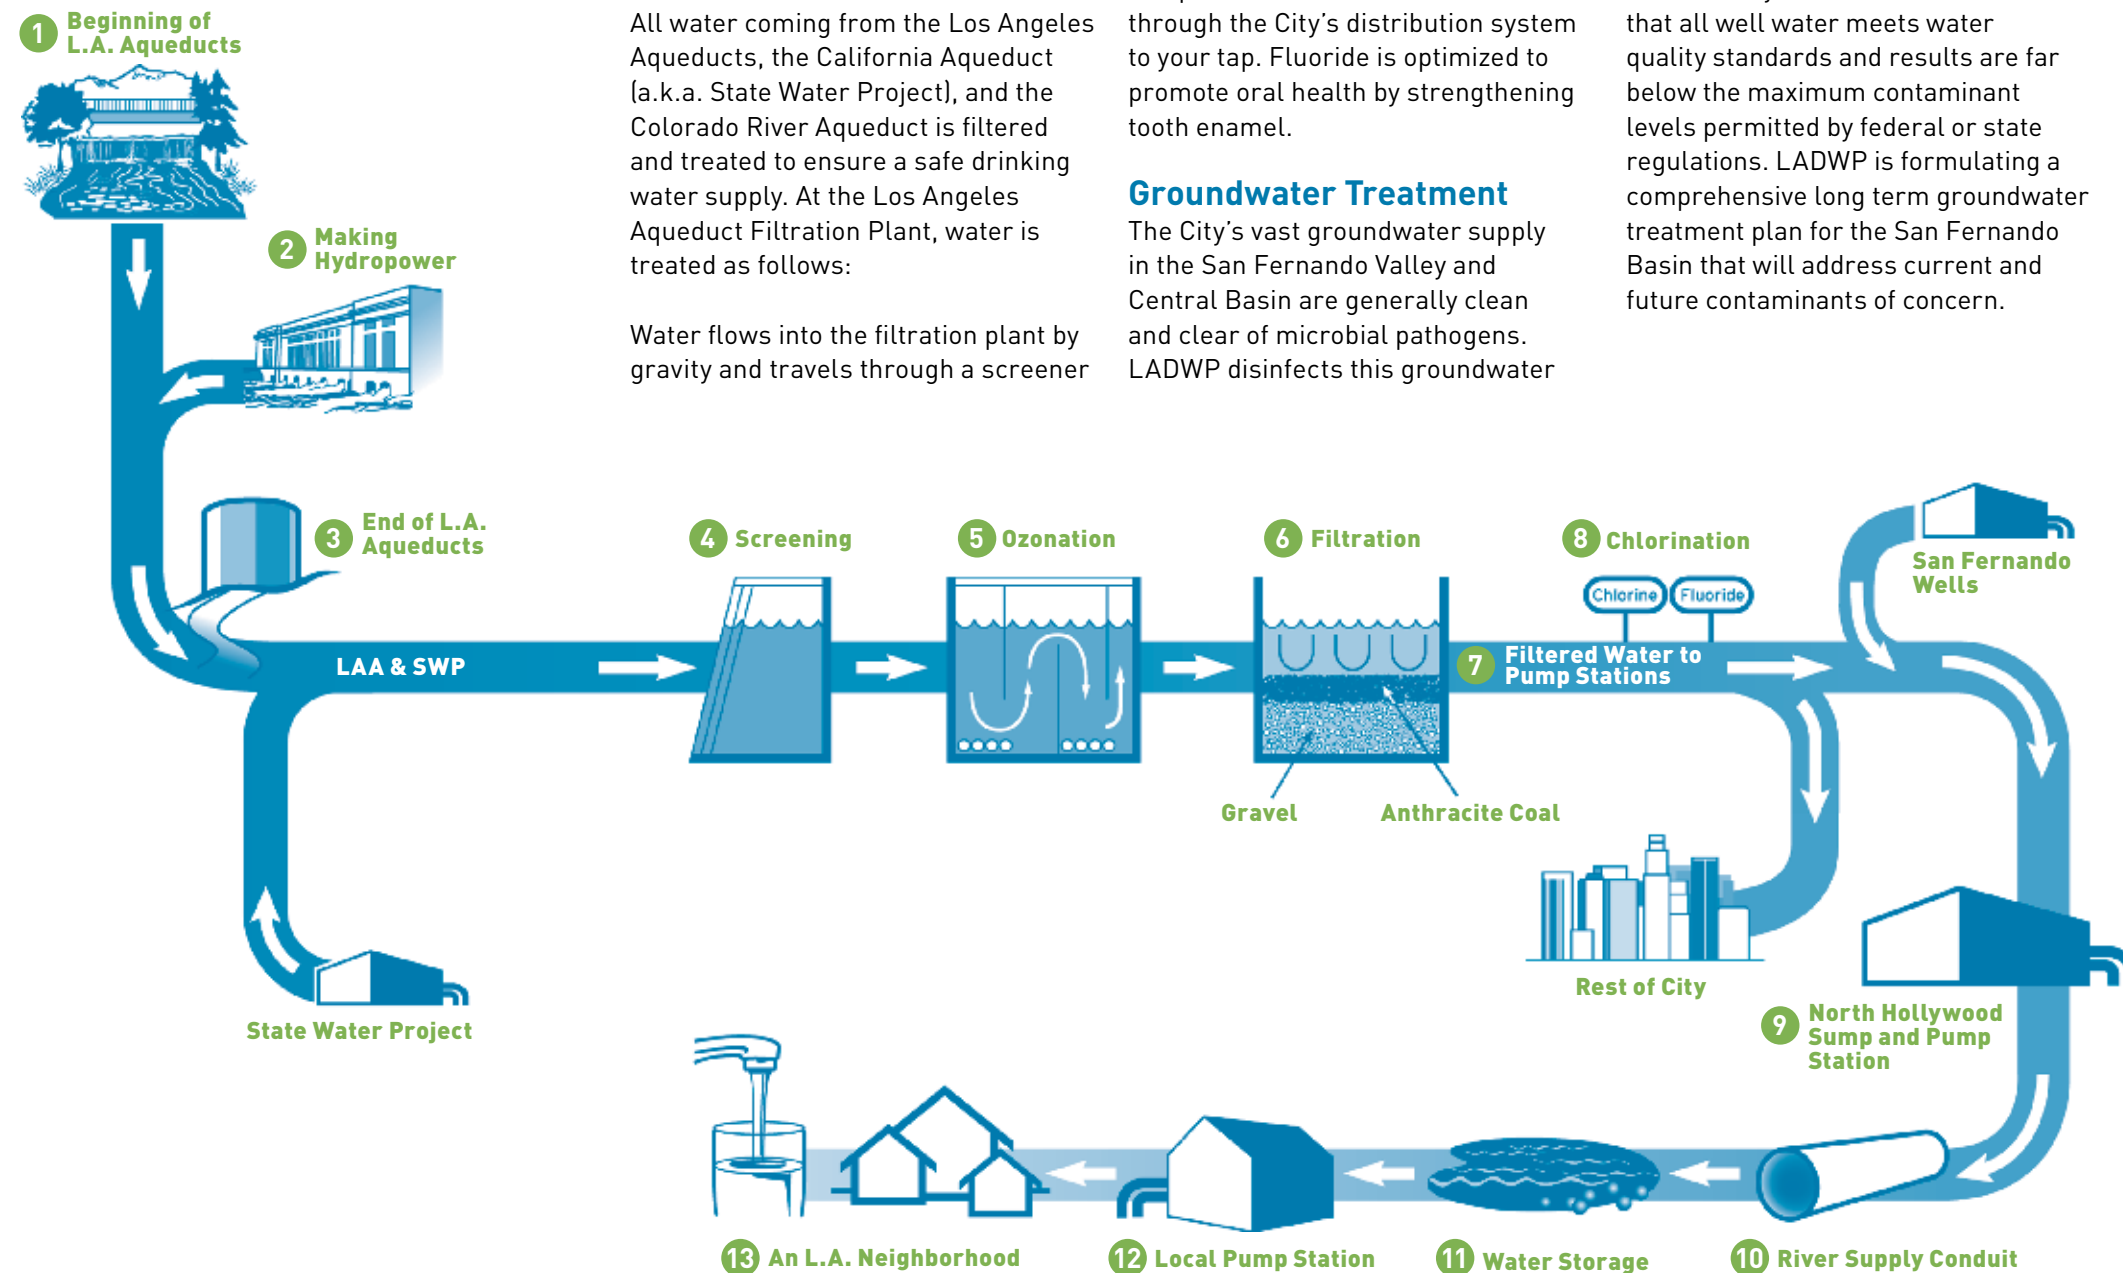 All water coming from the Los Angeles
Aqueducts, the California Aqueduct
(a.k.a. State Water Project), and the
Colorado River Aqueduct is filtered
and treated to ensure a safe drinking
water supply. At the Los Angeles
Aqueduct Filtration Plant, water is
treated as follows:
Water flows into the filtration plant by
gravity and travels through a screener
through the City’s distribution system
to your tap. Fluoride is optimized to
promote oral health by strengthening
tooth enamel.
Groundwater Treatment
The City’s vast groundwater supply
in the San Fernando Valley and
Central Basin are generally clean
and clear of microbial pathogens.
LADWP disinfects this groundwater
that all well water meets water
quality standards and results are far
below the maximum contaminant
levels permitted by federal or state
regulations. LADWP is formulating a
comprehensive long term groundwater
treatment plan for the San Fernando
Basin that will address current and
future contaminants of concern.
1 Beginning of
L.A. Aqueducts
2 Making
Hydropower
3 End of L.A.
Aqueducts
LAA & SWP
State Water Project
4 Screening
5 Ozonation
6 Filtration
Gravel
Anthracite Coal
7 Filtered Water to
Pump Stations
8 Chlorination
Chlorine
Fluoride
San Fernando
Wells
Rest of City
9 North Hollywood
Sump and Pump
Station
10 River Supply Conduit
11 Water Storage
12 Local Pump Station
13 An L.A. Neighborhood